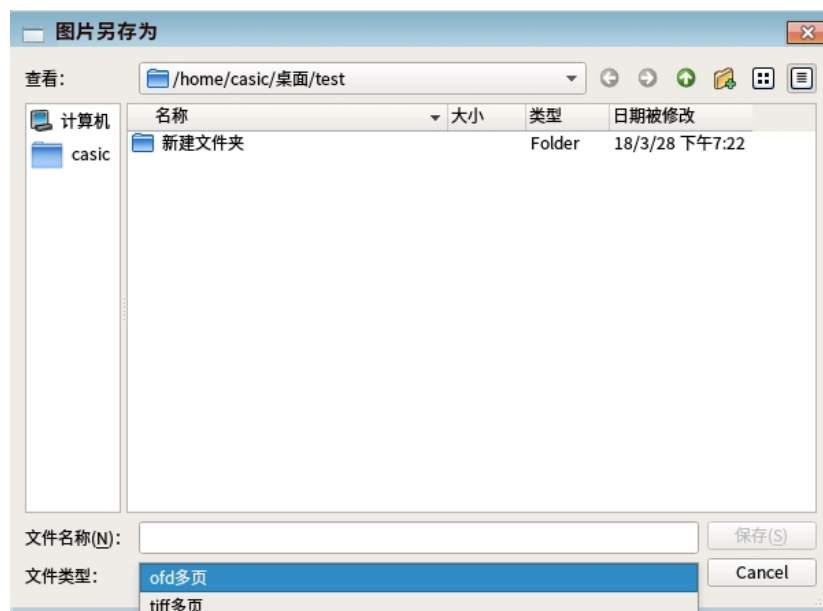 图片另存为
查看: /home/casic/桌面/test
计算机
casic
名称 大小 类型 日期被修改
新建文件夹 Folder 18/3/28 下午7:22
文件名称(N): 保存(S)
文件类型: ofd多页 Cancel
tiff多页